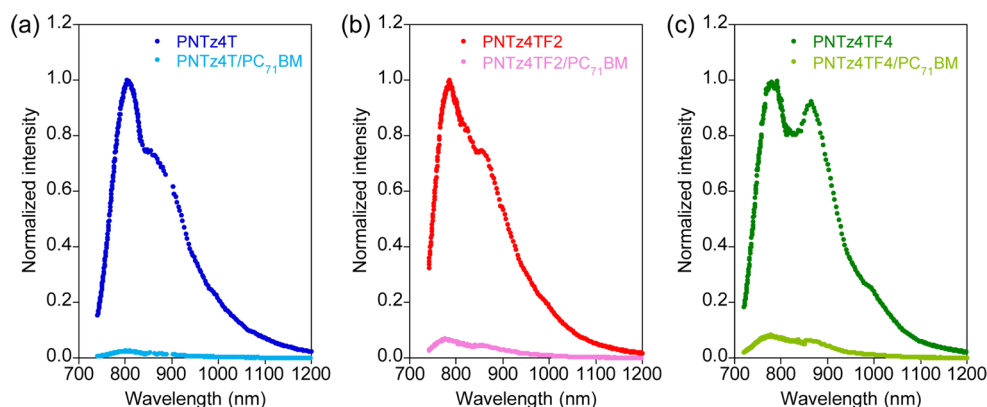 (a)
1.2
1.0
0.8
0.6
0.4
0.2
0.0
Normalized intensity
PNTz4T
PNTz4T/PC₇₁BM
700 800 900 1000 1100 1200
Wavelength (nm)
(b)
1.2
1.0
0.8
0.6
0.4
0.2
0.0
Normalized intensity
PNTz4TF2
PNTz4TF2/PC₇₁BM
700 800 900 1000 1100 1200
Wavelength (nm)
(c)
1.2
1.0
0.8
0.6
0.4
0.2
0.0
Normalized intensity
PNTz4TF4
PNTz4TF4/PC₇₁BM
700 800 900 1000 1100 1200
Wavelength (nm)